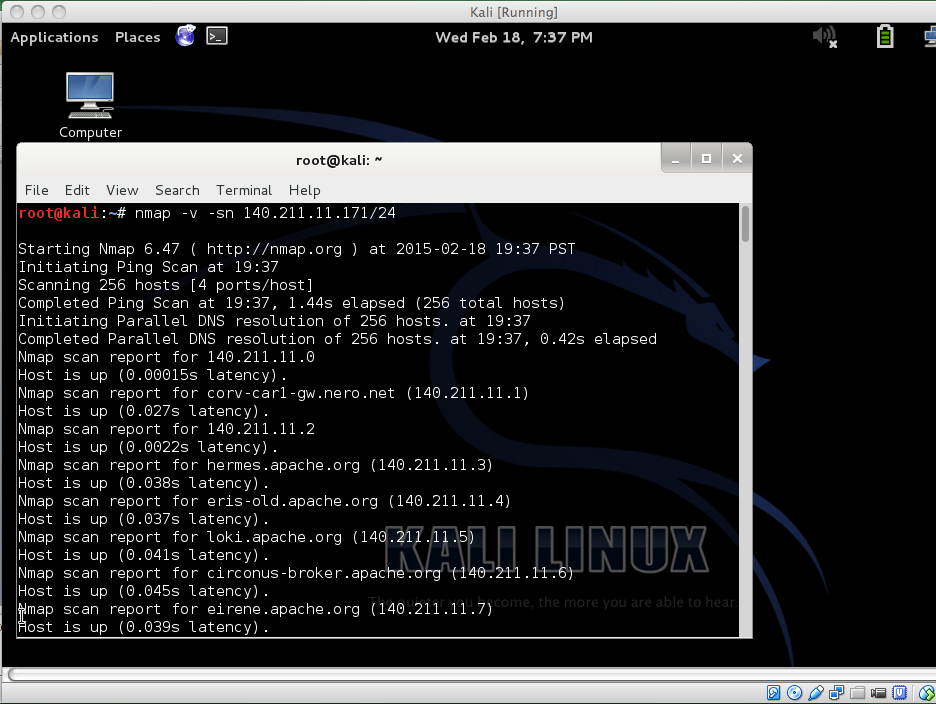 Kali [Running]
Applications Places Wed Feb 18, 7:37 PM
Computer
root@kali: ~
File Edit View Search Terminal Help
root@kali:~# nmap -v -sn 140.211.11.171/24
Starting Nmap 6.47 ( http://nmap.org ) at 2015-02-18 19:37 PST
Initiating Ping Scan at 19:37
Scanning 256 hosts [4 ports/host]
Completed Ping Scan at 19:37, 1.44s elapsed (256 total hosts)
Initiating Parallel DNS resolution of 256 hosts. at 19:37
Completed Parallel DNS resolution of 256 hosts. at 19:37, 0.42s elapsed
Nmap scan report for 140.211.11.0
Host is up (0.00015s latency).
Nmap scan report for corv-car1-gw.nero.net (140.211.11.1)
Host is up (0.027s latency).
Nmap scan report for 140.211.11.2
Host is up (0.0022s latency).
Nmap scan report for hermes.apache.org (140.211.11.3)
Host is up (0.038s latency).
Nmap scan report for eris-old.apache.org (140.211.11.4)
Host is up (0.037s latency).
Nmap scan report for loki.apache.org (140.211.11.5)
Host is up (0.041s latency).
Nmap scan report for circonus-broker.apache.org (140.211.11.6)
Host is up (0.045s latency).
Nmap scan report for eirene.apache.org (140.211.11.7)
Host is up (0.039s latency).
KALI LINUX
The quieter you become, the more you are able to hear.